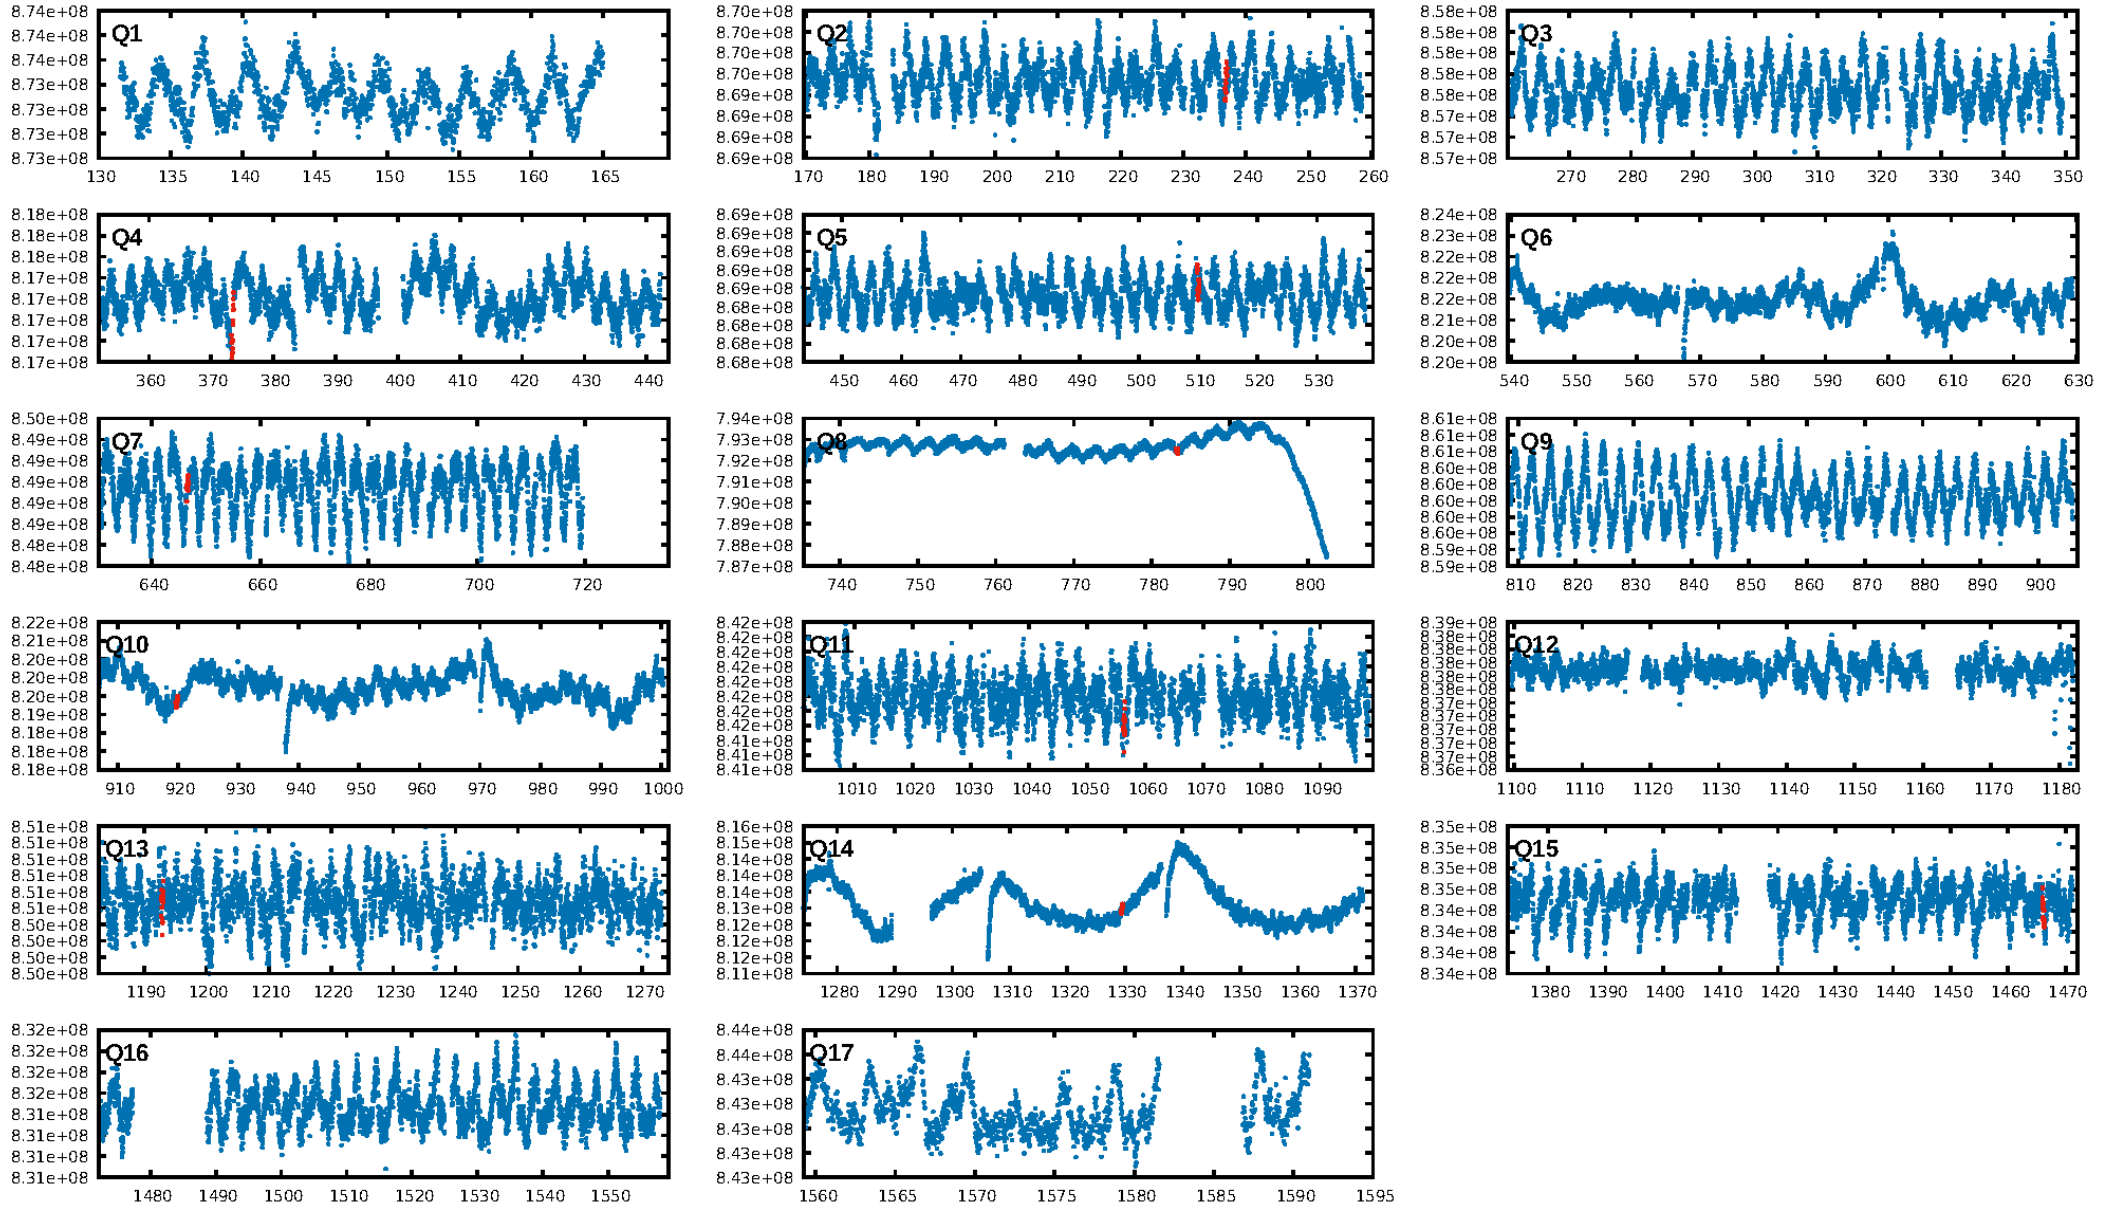 8.74e+08 8.74e+08 8.74e+08 8.73e+08 8.73e+08 8.73e+08 8.73e+08
Q1
130 135 140 145 150 155 160 165
8.70e+08 8.70e+08 8.70e+08 8.70e+08 8.69e+08 8.69e+08 8.69e+08 8.69e+08
Q2
170 180 190 200 210 220 230 240 250 260
8.58e+08 8.58e+08 8.58e+08 8.58e+08 8.58e+08 8.57e+08 8.57e+08 8.57e+08
Q3
270 280 290 300 310 320 330 340 350
8.18e+08 8.18e+08 8.18e+08 8.17e+08 8.17e+08 8.17e+08 8.17e+08 8.17e+08
Q4
360 370 380 390 400 410 420 430 440
8.69e+08 8.69e+08 8.69e+08 8.69e+08 8.69e+08 8.68e+08 8.68e+08 8.68e+08 8.68e+08
Q5
450 460 470 480 490 500 510 520 530
8.24e+08 8.23e+08 8.22e+08 8.22e+08 8.21e+08 8.20e+08 8.20e+08
Q6
540 550 560 570 580 590 600 610 620 630
8.50e+08 8.49e+08 8.49e+08 8.49e+08 8.49e+08 8.49e+08 8.48e+08 8.48e+08
Q7
640 660 680 700 720
7.94e+08 7.93e+08 7.92e+08 7.91e+08 7.90e+08 7.89e+08 7.88e+08 7.87e+08
Q8
740 750 760 770 780 790 800
8.61e+08 8.61e+08 8.61e+08 8.60e+08 8.60e+08 8.60e+08 8.60e+08 8.60e+08 8.59e+08 8.59e+08
Q9
810 820 830 840 850 860 870 880 890 900
8.22e+08 8.21e+08 8.20e+08 8.20e+08 8.20e+08 8.19e+08 8.18e+08 8.18e+08 8.18e+08
Q10
910 920 930 940 950 960 970 980 990 1000
8.42e+08 8.42e+08 8.42e+08 8.42e+08 8.42e+08 8.42e+08 8.42e+08 8.42e+08 8.41e+08 8.41e+08 8.41e+08
Q11
1010 1020 1030 1040 1050 1060 1070 1080 1090
8.39e+08 8.38e+08 8.38e+08 8.38e+08 8.38e+08 8.38e+08 8.37e+08 8.37e+08 8.37e+08 8.37e+08 8.36e+08
Q12
1100 1110 1120 1130 1140 1150 1160 1170 1180
8.51e+08 8.51e+08 8.51e+08 8.51e+08 8.51e+08 8.51e+08 8.50e+08 8.50e+08 8.50e+08 8.50e+08
Q13
1190 1200 1210 1220 1230 1240 1250 1260 1270
8.16e+08 8.15e+08 8.14e+08 8.14e+08 8.13e+08 8.12e+08 8.12e+08 8.11e+08
Q14
1280 1290 1300 1310 1320 1330 1340 1350 1360 1370
8.35e+08 8.35e+08 8.35e+08 8.35e+08 8.34e+08 8.34e+08 8.34e+08 8.34e+08
Q15
1380 1390 1400 1410 1420 1430 1440 1450 1460 1470
8.32e+08 8.32e+08 8.32e+08 8.32e+08 8.31e+08 8.31e+08 8.31e+08 8.31e+08
Q16
1480 1490 1500 1510 1520 1530 1540 1550
8.44e+08 8.44e+08 8.43e+08 8.43e+08 8.43e+08 8.43e+08 8.43e+08
Q17
1560 1565 1570 1575 1580 1585 1590 1595